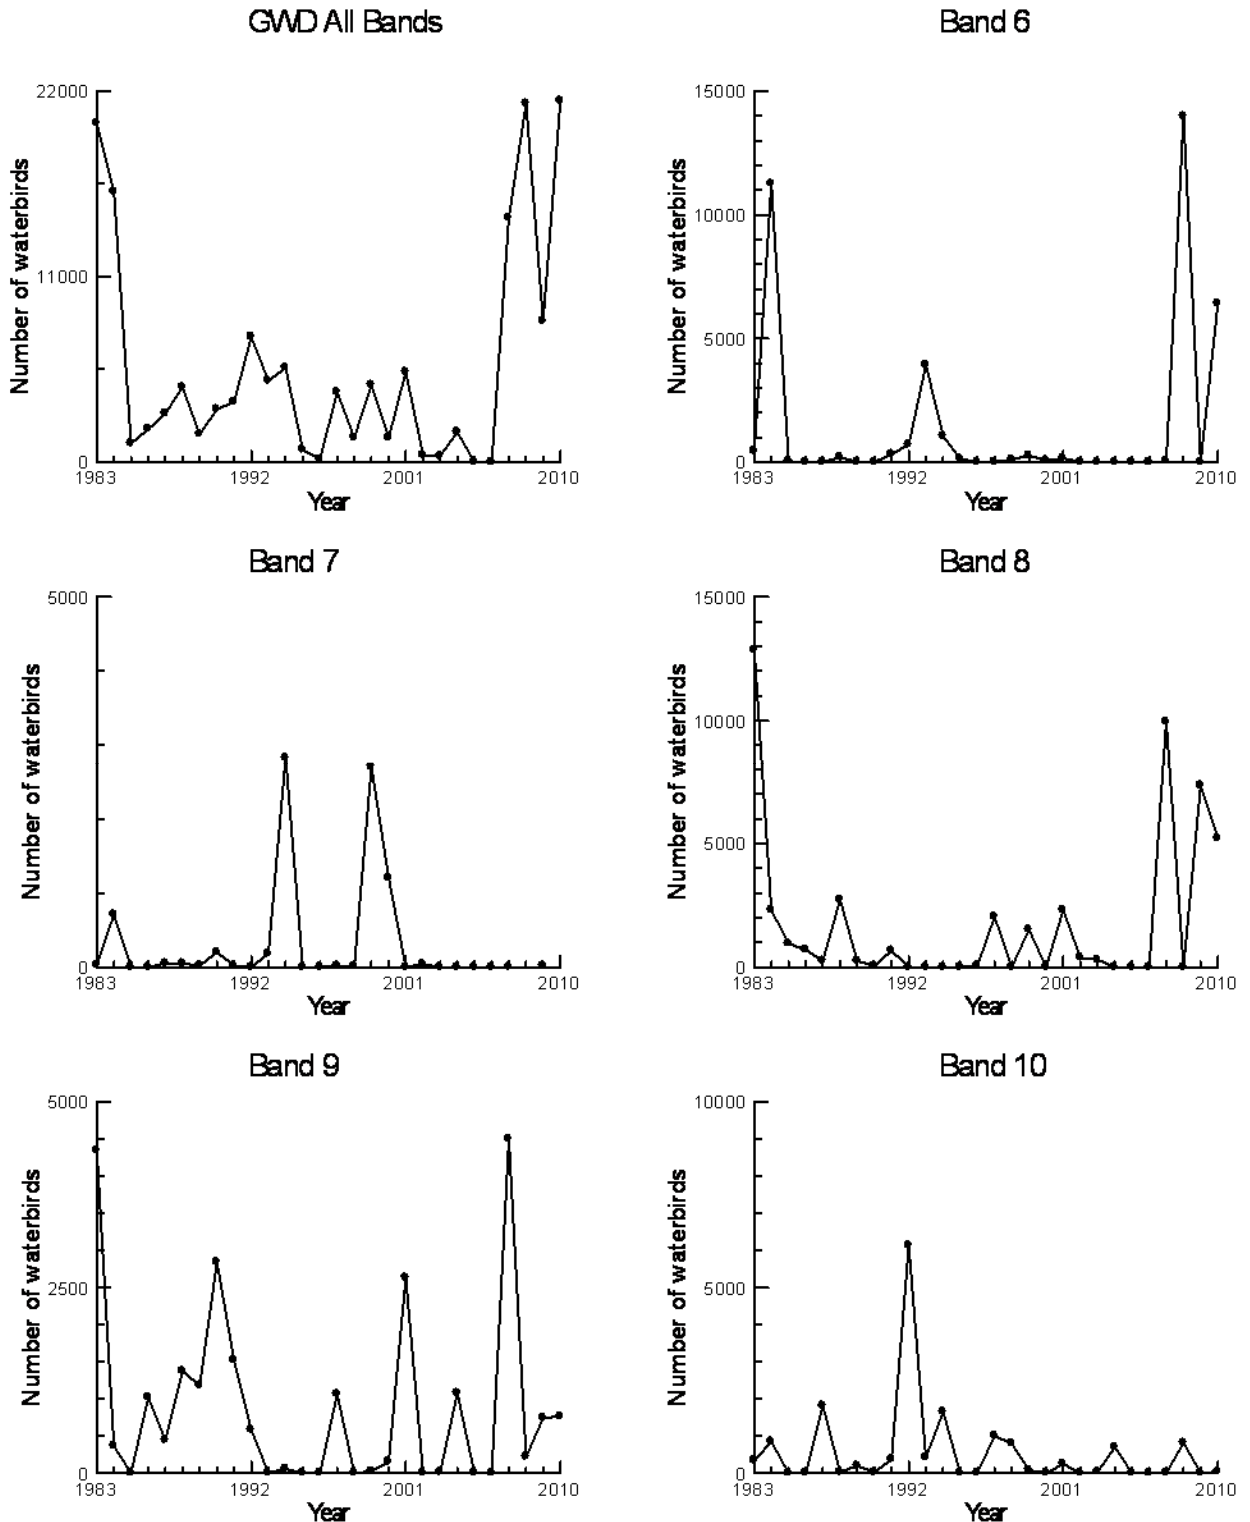 GWD All Bands
Band 6
22000
11000
0
1983
1992
2001
2010
Number of waterbirds
Year
15000
10000
5000
0
1983
1992
2001
2010
Number of waterbirds
Year
Band 7
Band 8
5000
0
1983
1992
2001
2010
Number of waterbirds
Year
15000
10000
5000
0
1983
1992
2001
2010
Number of waterbirds
Year
Band 9
Band 10
5000
2500
0
1983
1992
2001
2010
Number of waterbirds
Year
10000
5000
0
1983
1992
2001
2010
Number of waterbirds
Year